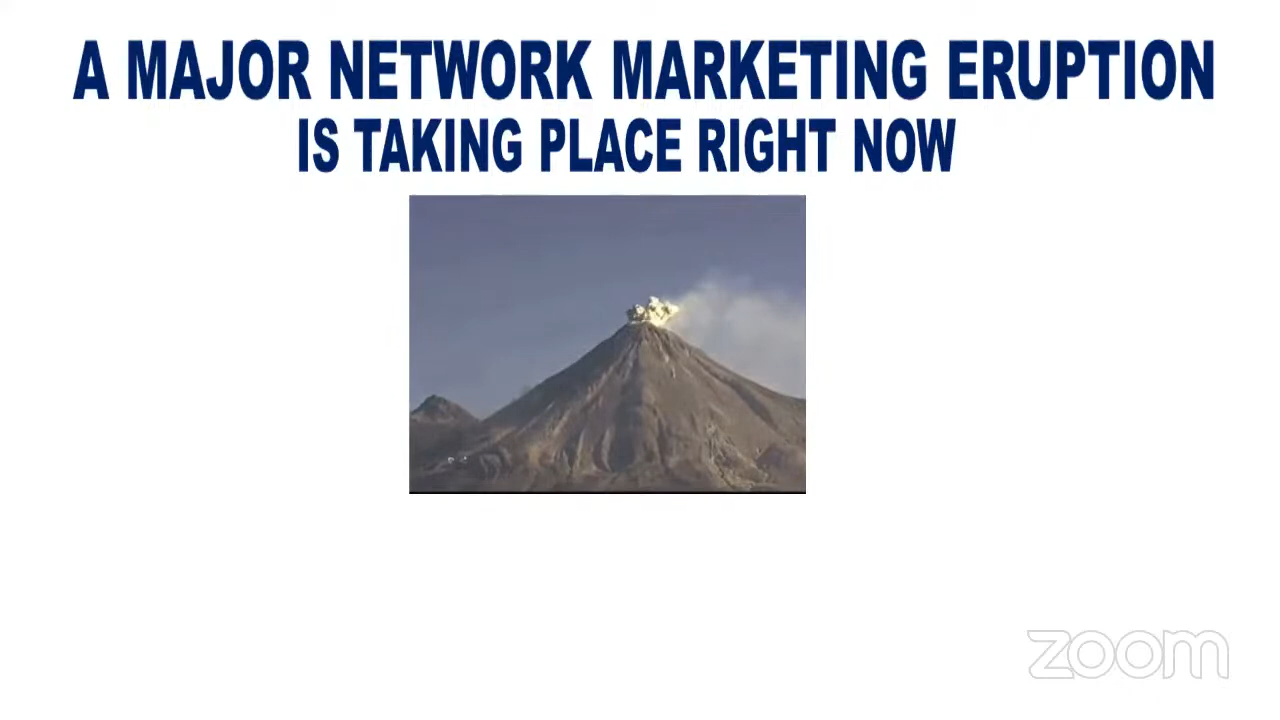 A MAJOR NETWORK MARKETING ERUPTION
IS TAKING PLACE RIGHT NOW
zoom